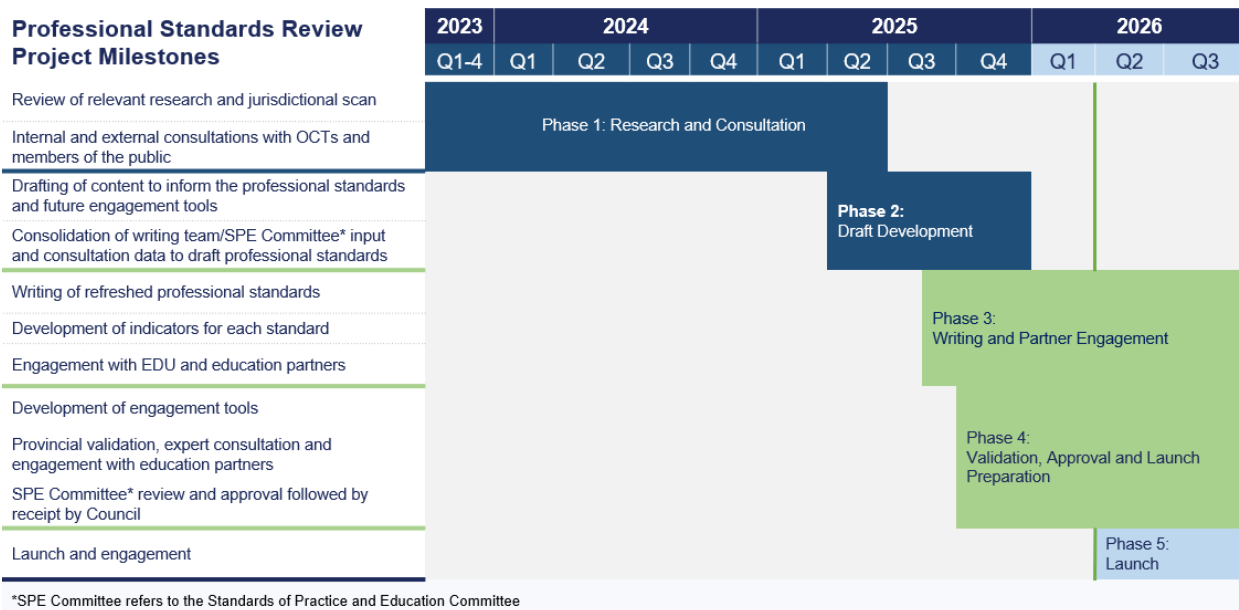 Professional Standards Review
Project Milestones
2023 2024 2025 2026
Q1-4 Q1 Q2 Q3 Q4 Q1 Q2 Q3 Q4 Q1 Q2 Q3
Review of relevant research and jurisdictional scan
Internal and external consultations with OCTs and
members of the public
Phase 1: Research and Consultation
Drafting of content to inform the professional standards
and future engagement tools
Consolidation of writing team/SPE Committee* input
and consultation data to draft professional standards
Phase 2:
Draft Development
Writing of refreshed professional standards
Development of indicators for each standard
Engagement with EDU and education partners
Phase 3:
Writing and Partner Engagement
Development of engagement tools
Provincial validation, expert consultation and
engagement with education partners
SPE Committee* review and approval followed by
receipt by Council
Phase 4:
Validation, Approval and Launch
Preparation
Launch and engagement
Phase 5:
Launch
*SPE Committee refers to the Standards of Practice and Education Committee